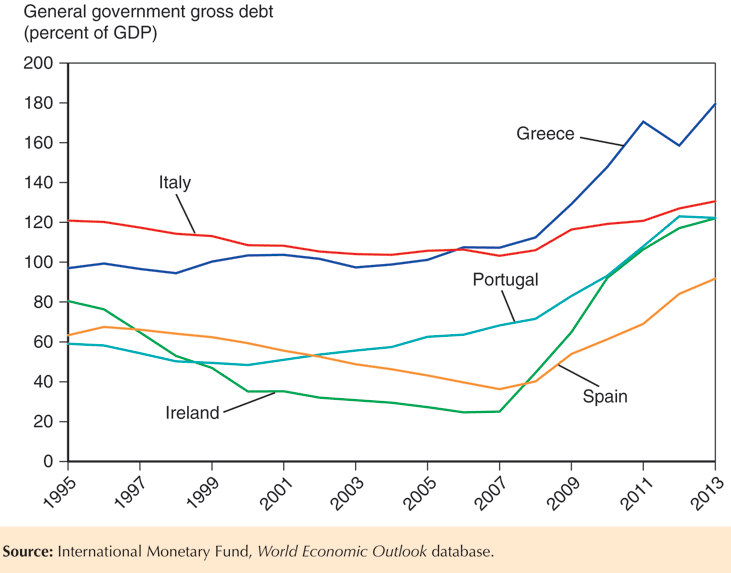 General government gross debt
(percent of GDP)
200
180
160
140
120
100
80
60
40
20
0
Greece
Italy
Portugal
Ireland
Spain
1995
1997
1999
2001
2003
2005
2007
2009
2011
2013
Source: International Monetary Fund, World Economic Outlook database.